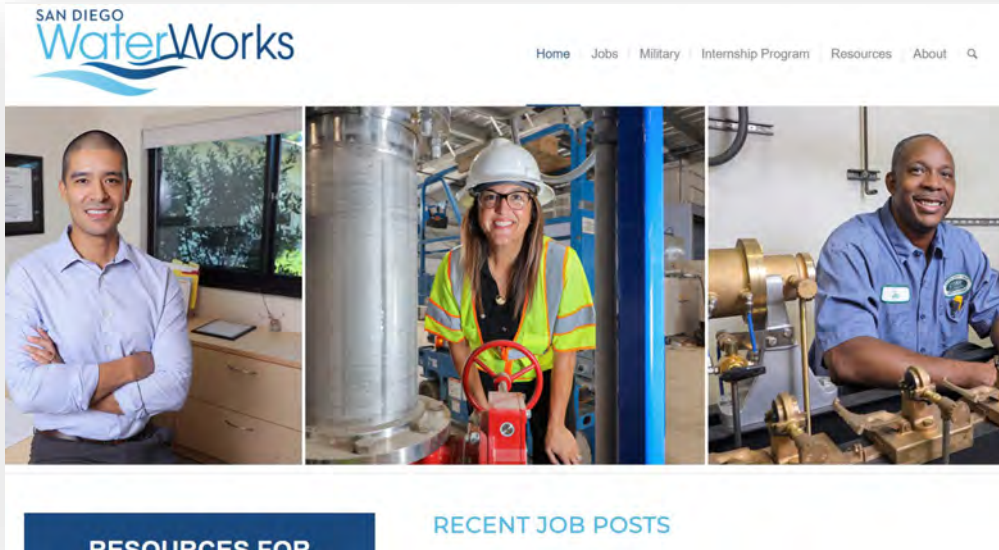 SAN DIEGO
WaterWorks
Home Jobs Military Internship Program Resources About
RESOURCES FOR
RECENT JOB POSTS